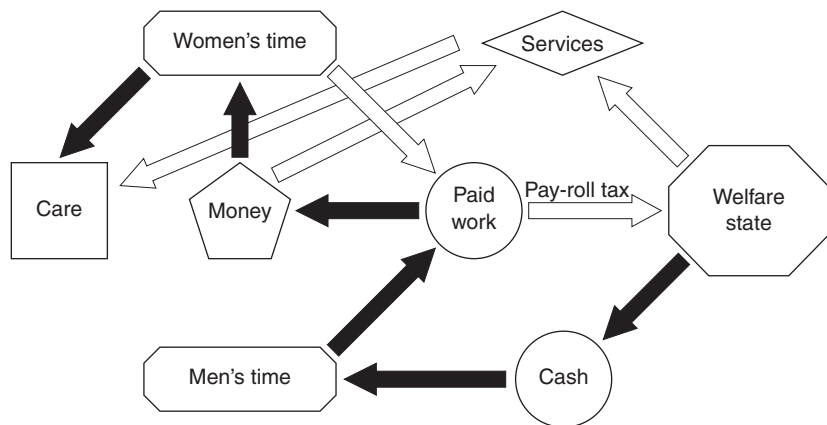 Women’s time
Services
Care
Money
Paid
work
Pay-roll tax
Welfare
state
Men’s time
Cash